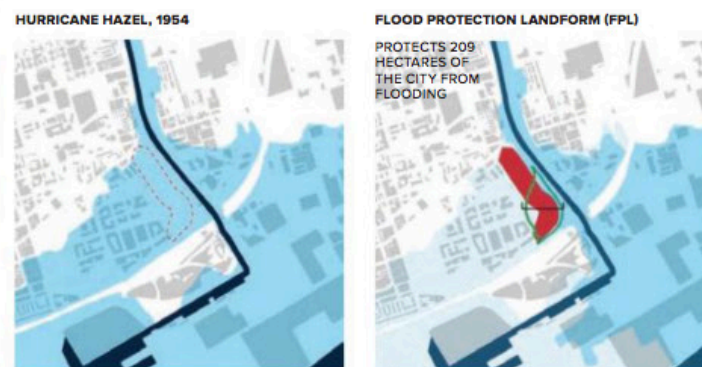 HURRICANE HAZEL, 1954
FLOOD PROTECTION LANDFORM (FPL)
PROTECTS 209
HECTARES OF
THE CITY FROM
FLOODING